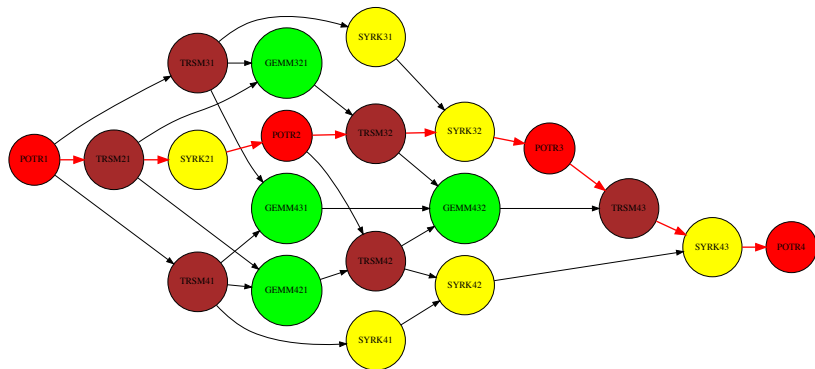 SYRK31
TRSM31
GEMM321
POTR2
TRSM32
SYRK32
POTR3
POTR1
TRSM21
SYRK21
GEMM431
GEMM432
TRSM43
TRSM42
SYRK43
POTR4
TRSM41
GEMM421
SYRK42
SYRK41